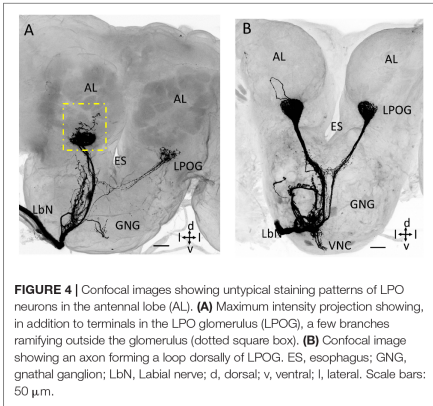 A
AL
AL
ES
LPOG
LbN
GNG
d
l l
v
B
AL
AL
LPOG
ES
GNG
LbN
VNC
d
l l
v
FIGURE 4 | Confocal images showing untypical staining patterns of LPO
neurons in the antennal lobe (AL). (A) Maximum intensity projection showing,
in addition to terminals in the LPO glomerulus (LPOG), a few branches
ramifying outside the glomerulus (dotted square box). (B) Confocal image
showing an axon forming a loop dorsally of LPOG. ES, esophagus; GNG,
gnathal ganglion; LbN, Labial nerve; d, dorsal; v, ventral; l, lateral. Scale bars:
50 μm.